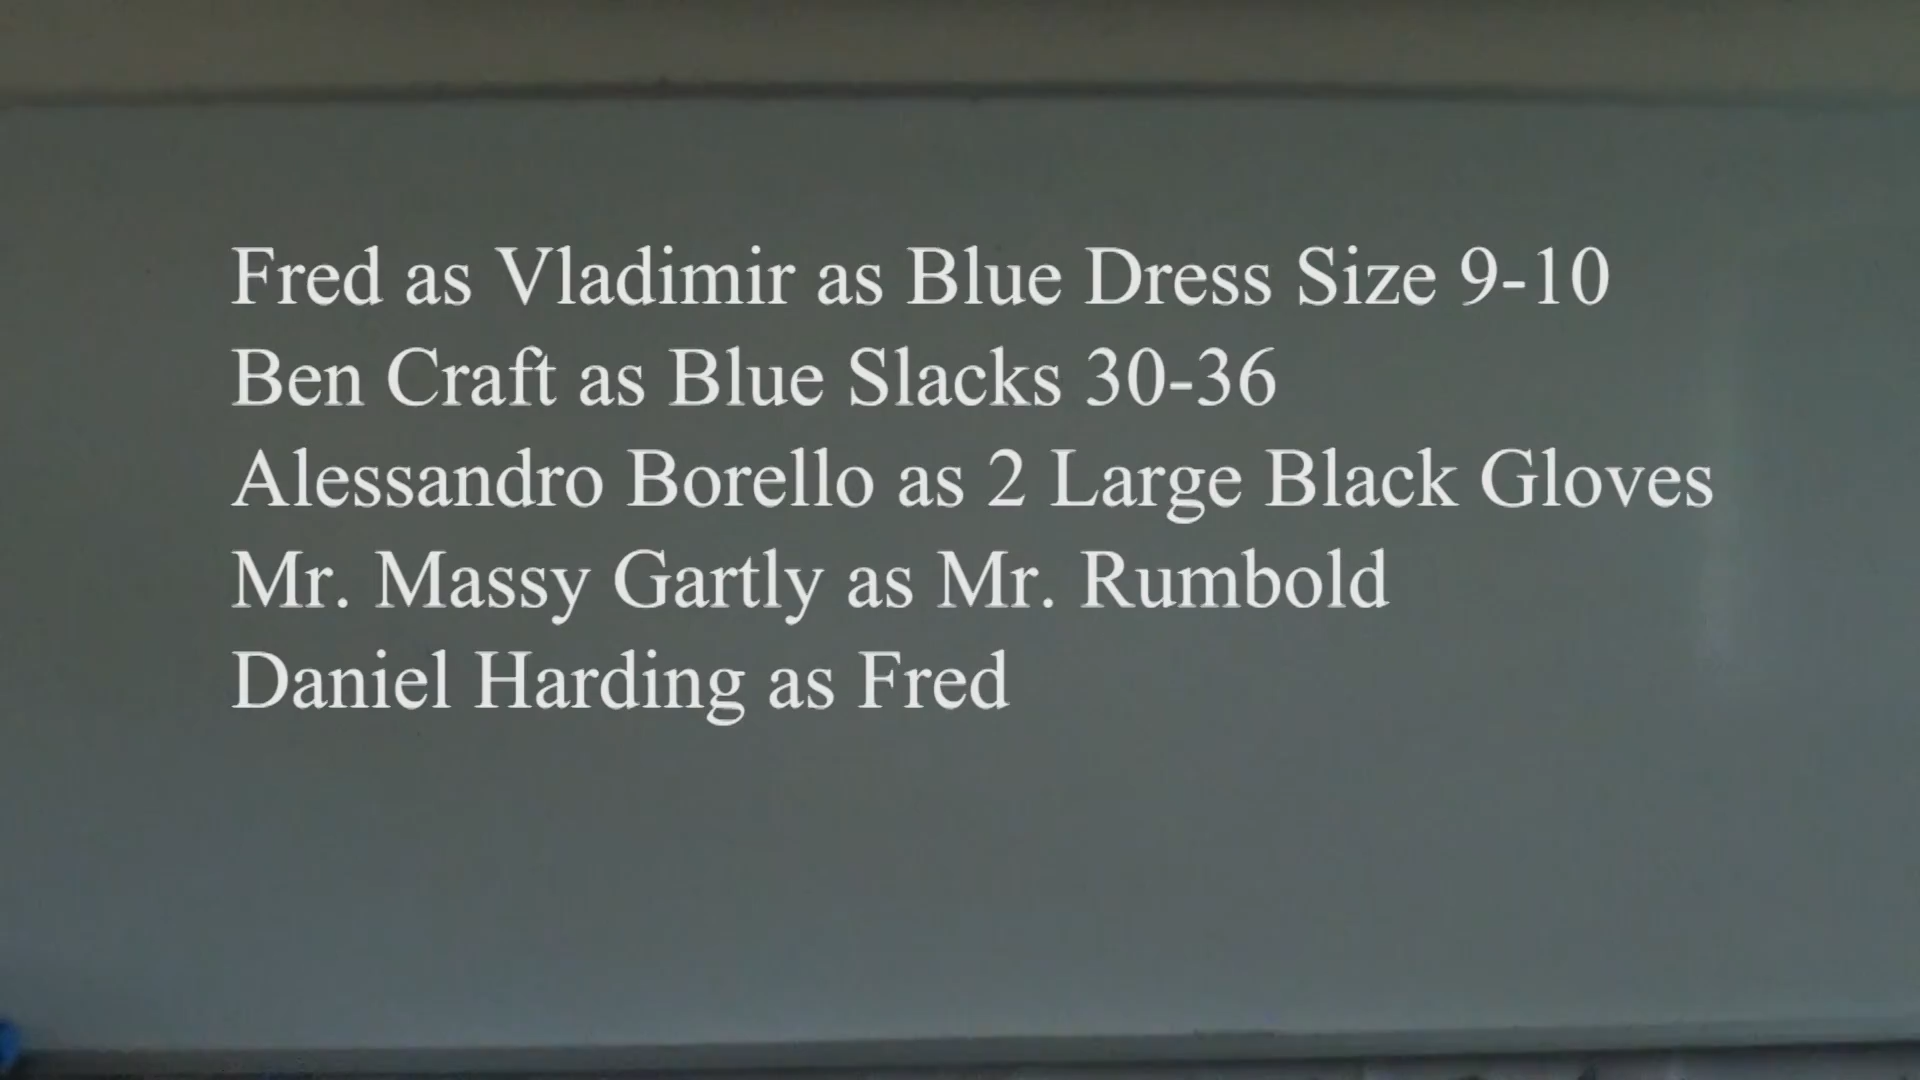 Fred as Vladimir as Blue Dress Size 9-10
Ben Craft as Blue Slacks 30-36
Alessandro Borello as 2 Large Black Gloves
Mr. Massy Gartly as Mr. Rumbold
Daniel Harding as Fred